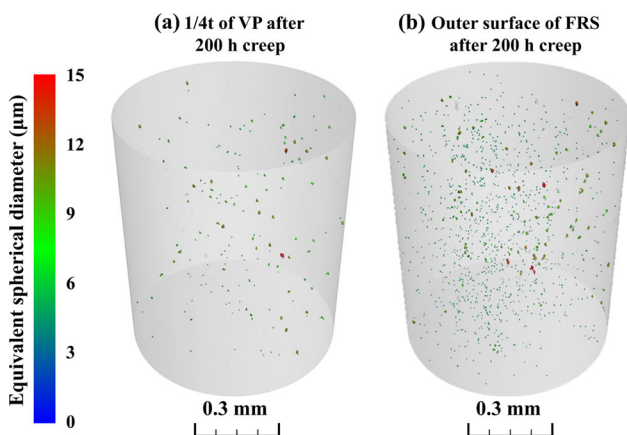 (a) 1/4t of VP after
200 h creep
(b) Outer surface of FRS
after 200 h creep
Equivalent spherical diameter (μm)
15
12
9
6
3
0
0.3 mm
0.3 mm